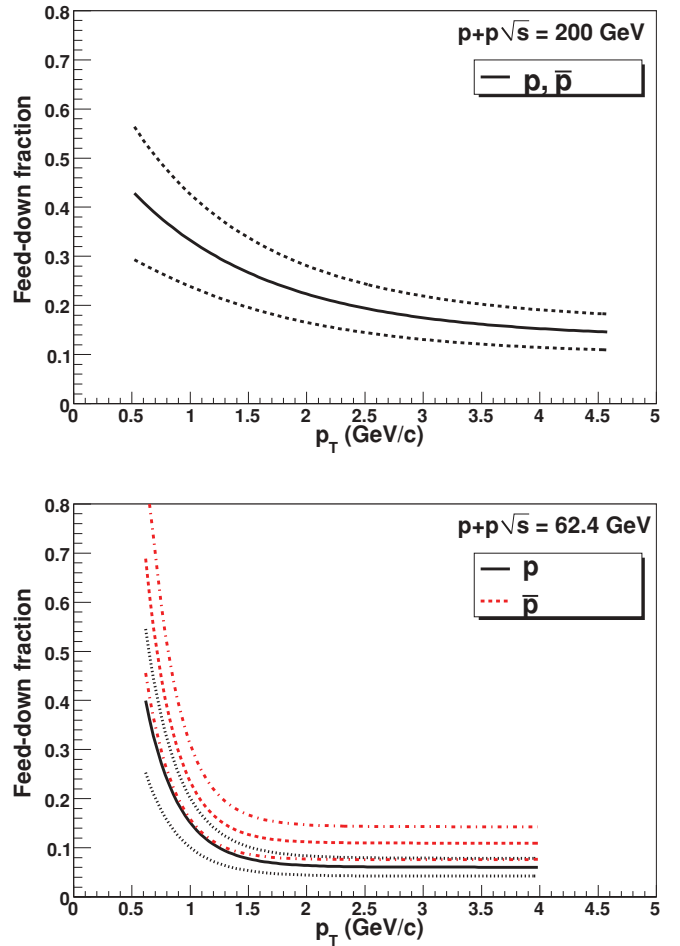 p+p√s = 200 GeV
p, p̅
Feed-down fraction
0.8
0.7
0.6
0.5
0.4
0.3
0.2
0.1
0
0 0.5 1 1.5 2 2.5 3 3.5 4 4.5 5
p_T (GeV/c)
p+p√s = 62.4 GeV
p
p̅
Feed-down fraction
0.8
0.7
0.6
0.5
0.4
0.3
0.2
0.1
0
0 0.5 1 1.5 2 2.5 3 3.5 4 4.5 5
p_T (GeV/c)